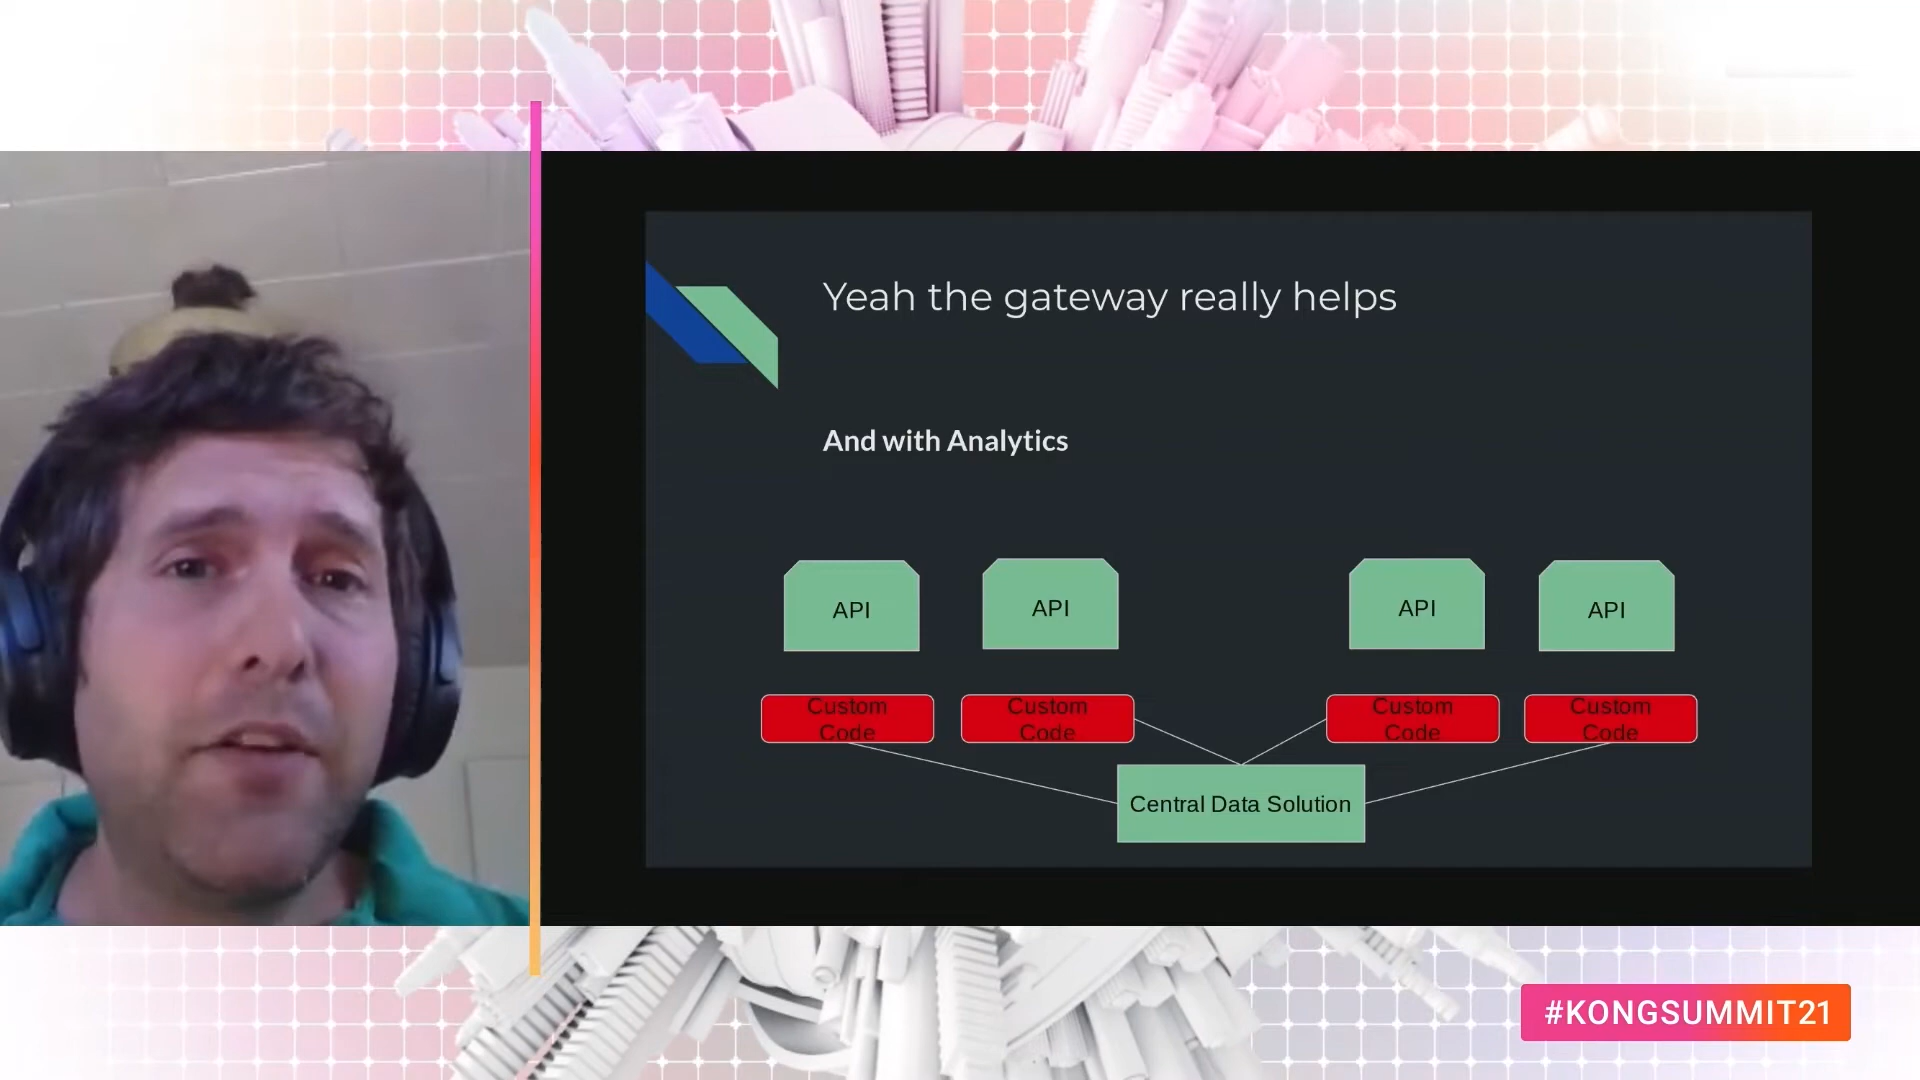 Yeah the gateway really helps
And with Analytics
API
API
API
API
Custom
Code
Custom
Code
Custom
Code
Custom
Code
Central Data Solution
#KONGSUMMIT21